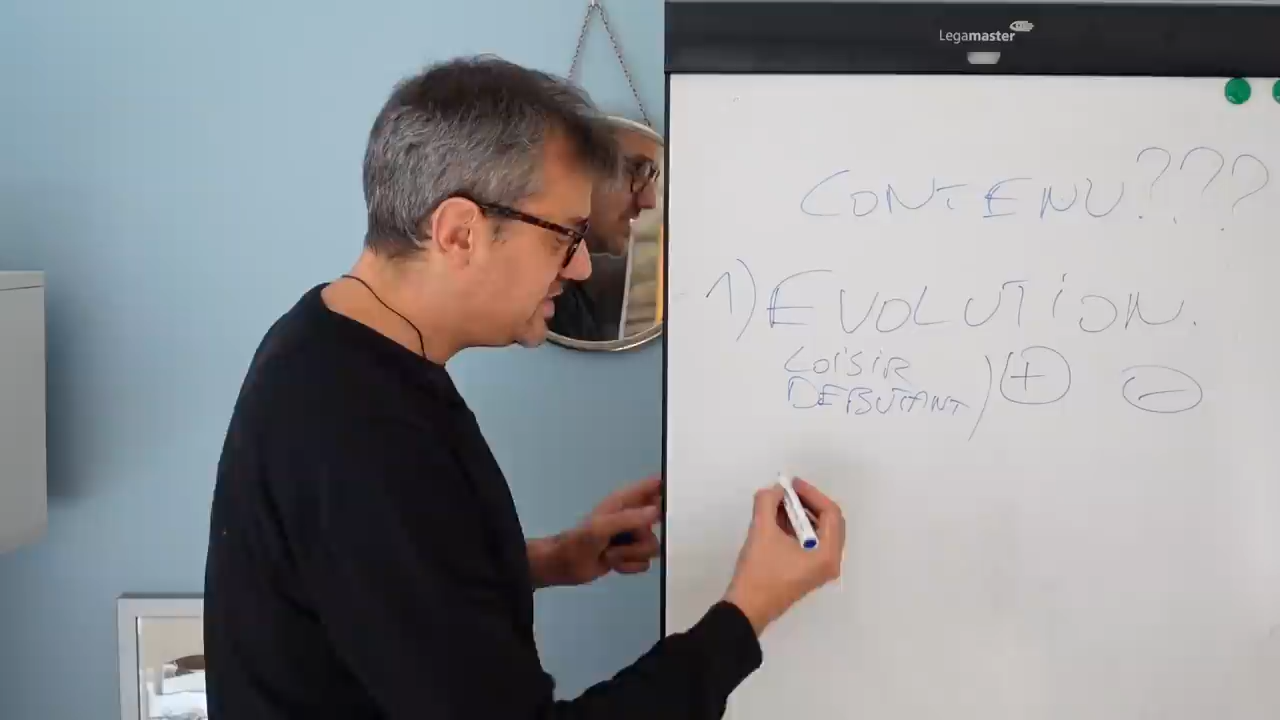 Legamaster
CONTENU???
1) EVOLUTION.
LOISIR
DEBUTANT) + -